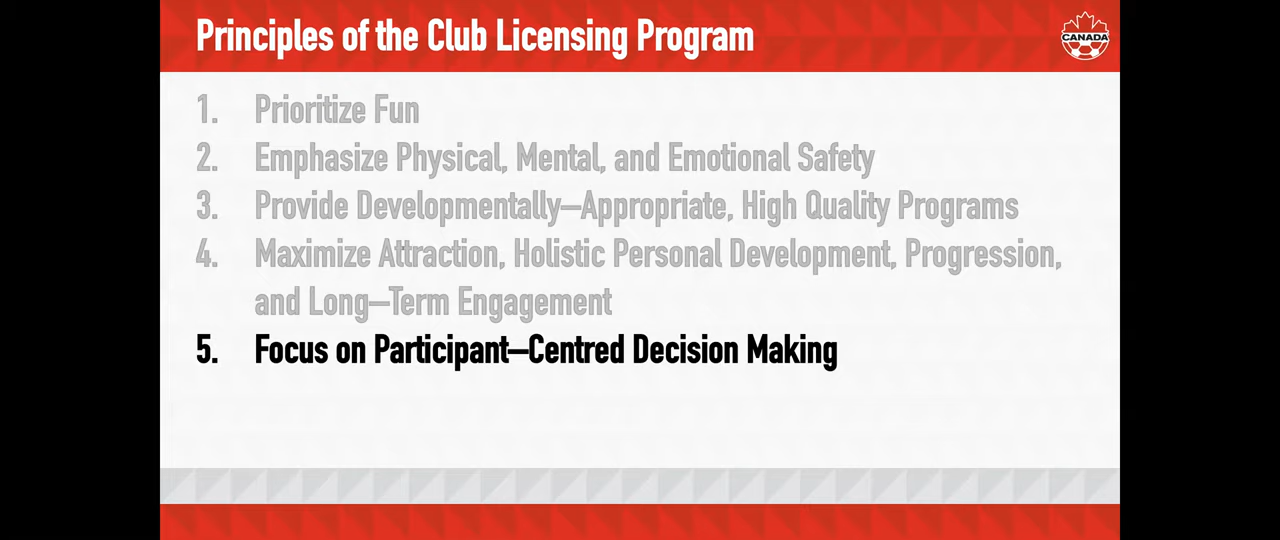 Principles of the Club Licensing Program
CANADA
1. Prioritize Fun
2. Emphasize Physical, Mental, and Emotional Safety
3. Provide Developmentally–Appropriate, High Quality Programs
4. Maximize Attraction, Holistic Personal Development, Progression,
and Long–Term Engagement
5. Focus on Participant–Centred Decision Making